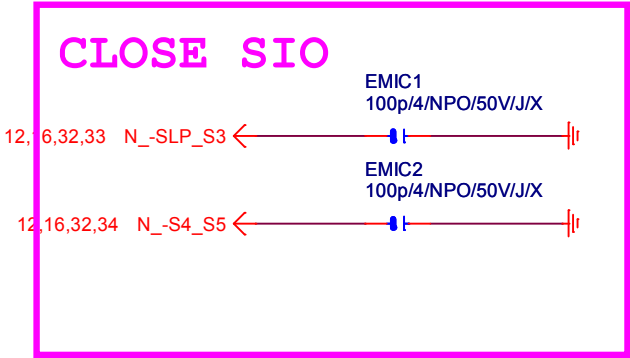 CLOSE SIO
EMIC1
100p/4/NPO/50V/J/X
12,16,32,33 N_-SLP_S3
EMIC2
100p/4/NPO/50V/J/X
12,16,32,34 N_-S4_S5